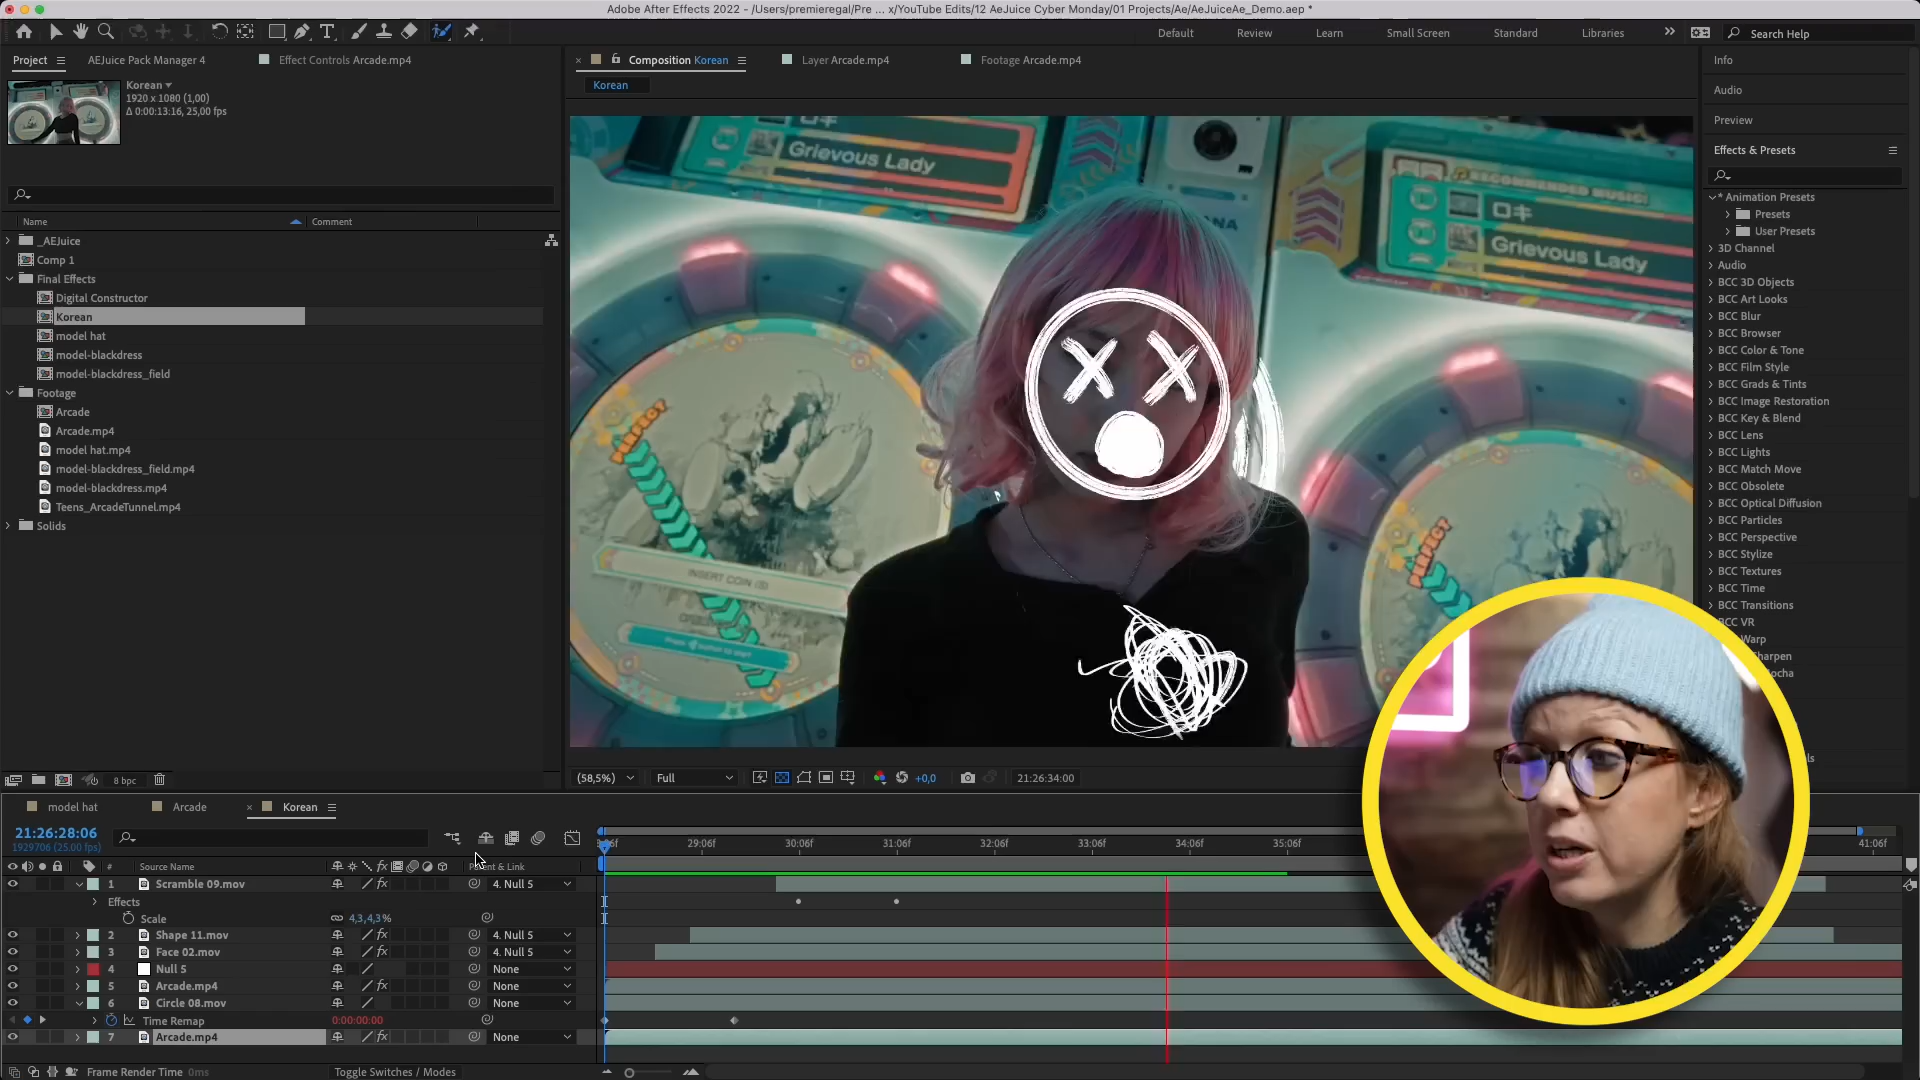 Adobe After Effects 2022 - /Users/premieregal/Pre ... x/YouTube Edits/12 AeJuice Cyber Monday/01 Projects/Ae/AeJuiceAe_Demo.aep *
Default
Review
Learn
Small Screen
Standard
Libraries
Search Help
Project
AEJuice Pack Manager 4
Effect Controls Arcade.mp4
Composition Korean
Layer Arcade.mp4
Footage Arcade.mp4
Korean
Korean
1920 x 1080 (1,00)
Δ 0:00:13:16, 25,00 fps
Name
Comment
_AEJuice
Comp 1
Final Effects
Digital Constructor
Korean
model hat
model-blackdress
model-blackdress_field
Footage
Arcade
Arcade.mp4
model hat.mp4
model-blackdress_field.mp4
model-blackdress.mp4
Teens_ArcadeTunnel.mp4
Solids
8 bpc
Grievous Lady
RECOMMENDED MUSIC!
ロキ
Grievous Lady
PERFECT
INSERT COIN (S)
PERFECT
(58,5%)
Full
+0,0
21:26:34:00
Info
Audio
Preview
Effects & Presets
* Animation Presets
Presets
User Presets
3D Channel
Audio
BCC 3D Objects
BCC Art Looks
BCC Blur
BCC Browser
BCC Color & Tone
BCC Film Style
BCC Grads & Tints
BCC Image Restoration
BCC Key & Blend
BCC Lens
BCC Lights
BCC Match Move
BCC Obsolete
BCC Optical Diffusion
BCC Particles
BCC Perspective
BCC Stylize
BCC Textures
BCC Time
BCC Transitions
BCC VR
Warp
model hat
Arcade
Korean
21:26:28:06
1929706 (25.00 fps)
29:06f
30:06f
31:06f
32:06f
33:06f
34:06f
35:06f
41:06f
#
Source Name
Parent & Link
1 Scramble 09.mov 4. Null 5
Effects
Scale 4,3,4,3%
2 Shape 11.mov 4. Null 5
3 Face 02.mov 4. Null 5
4 Null 5 None
5 Arcade.mp4 None
6 Circle 08.mov None
Time Remap 0:00:00:00
7 Arcade.mp4 None
Frame Render Time 0ms
Toggle Switches / Modes